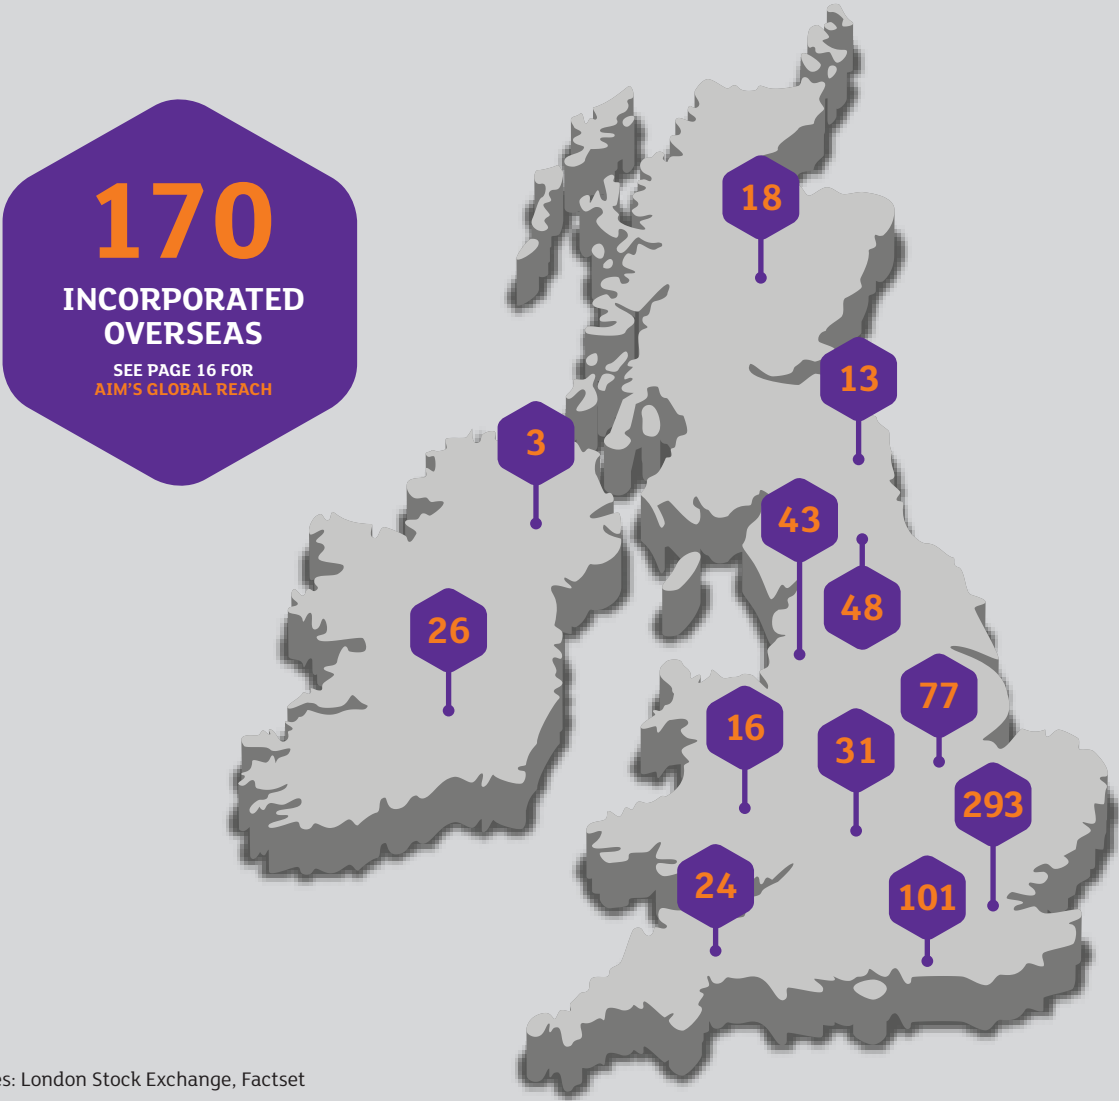 170
INCORPORATED
OVERSEAS
SEE PAGE 16 FOR
AIM'S GLOBAL REACH
18
13
3
43
48
26
77
16
31
293
24
101
es: London Stock Exchange, Factset